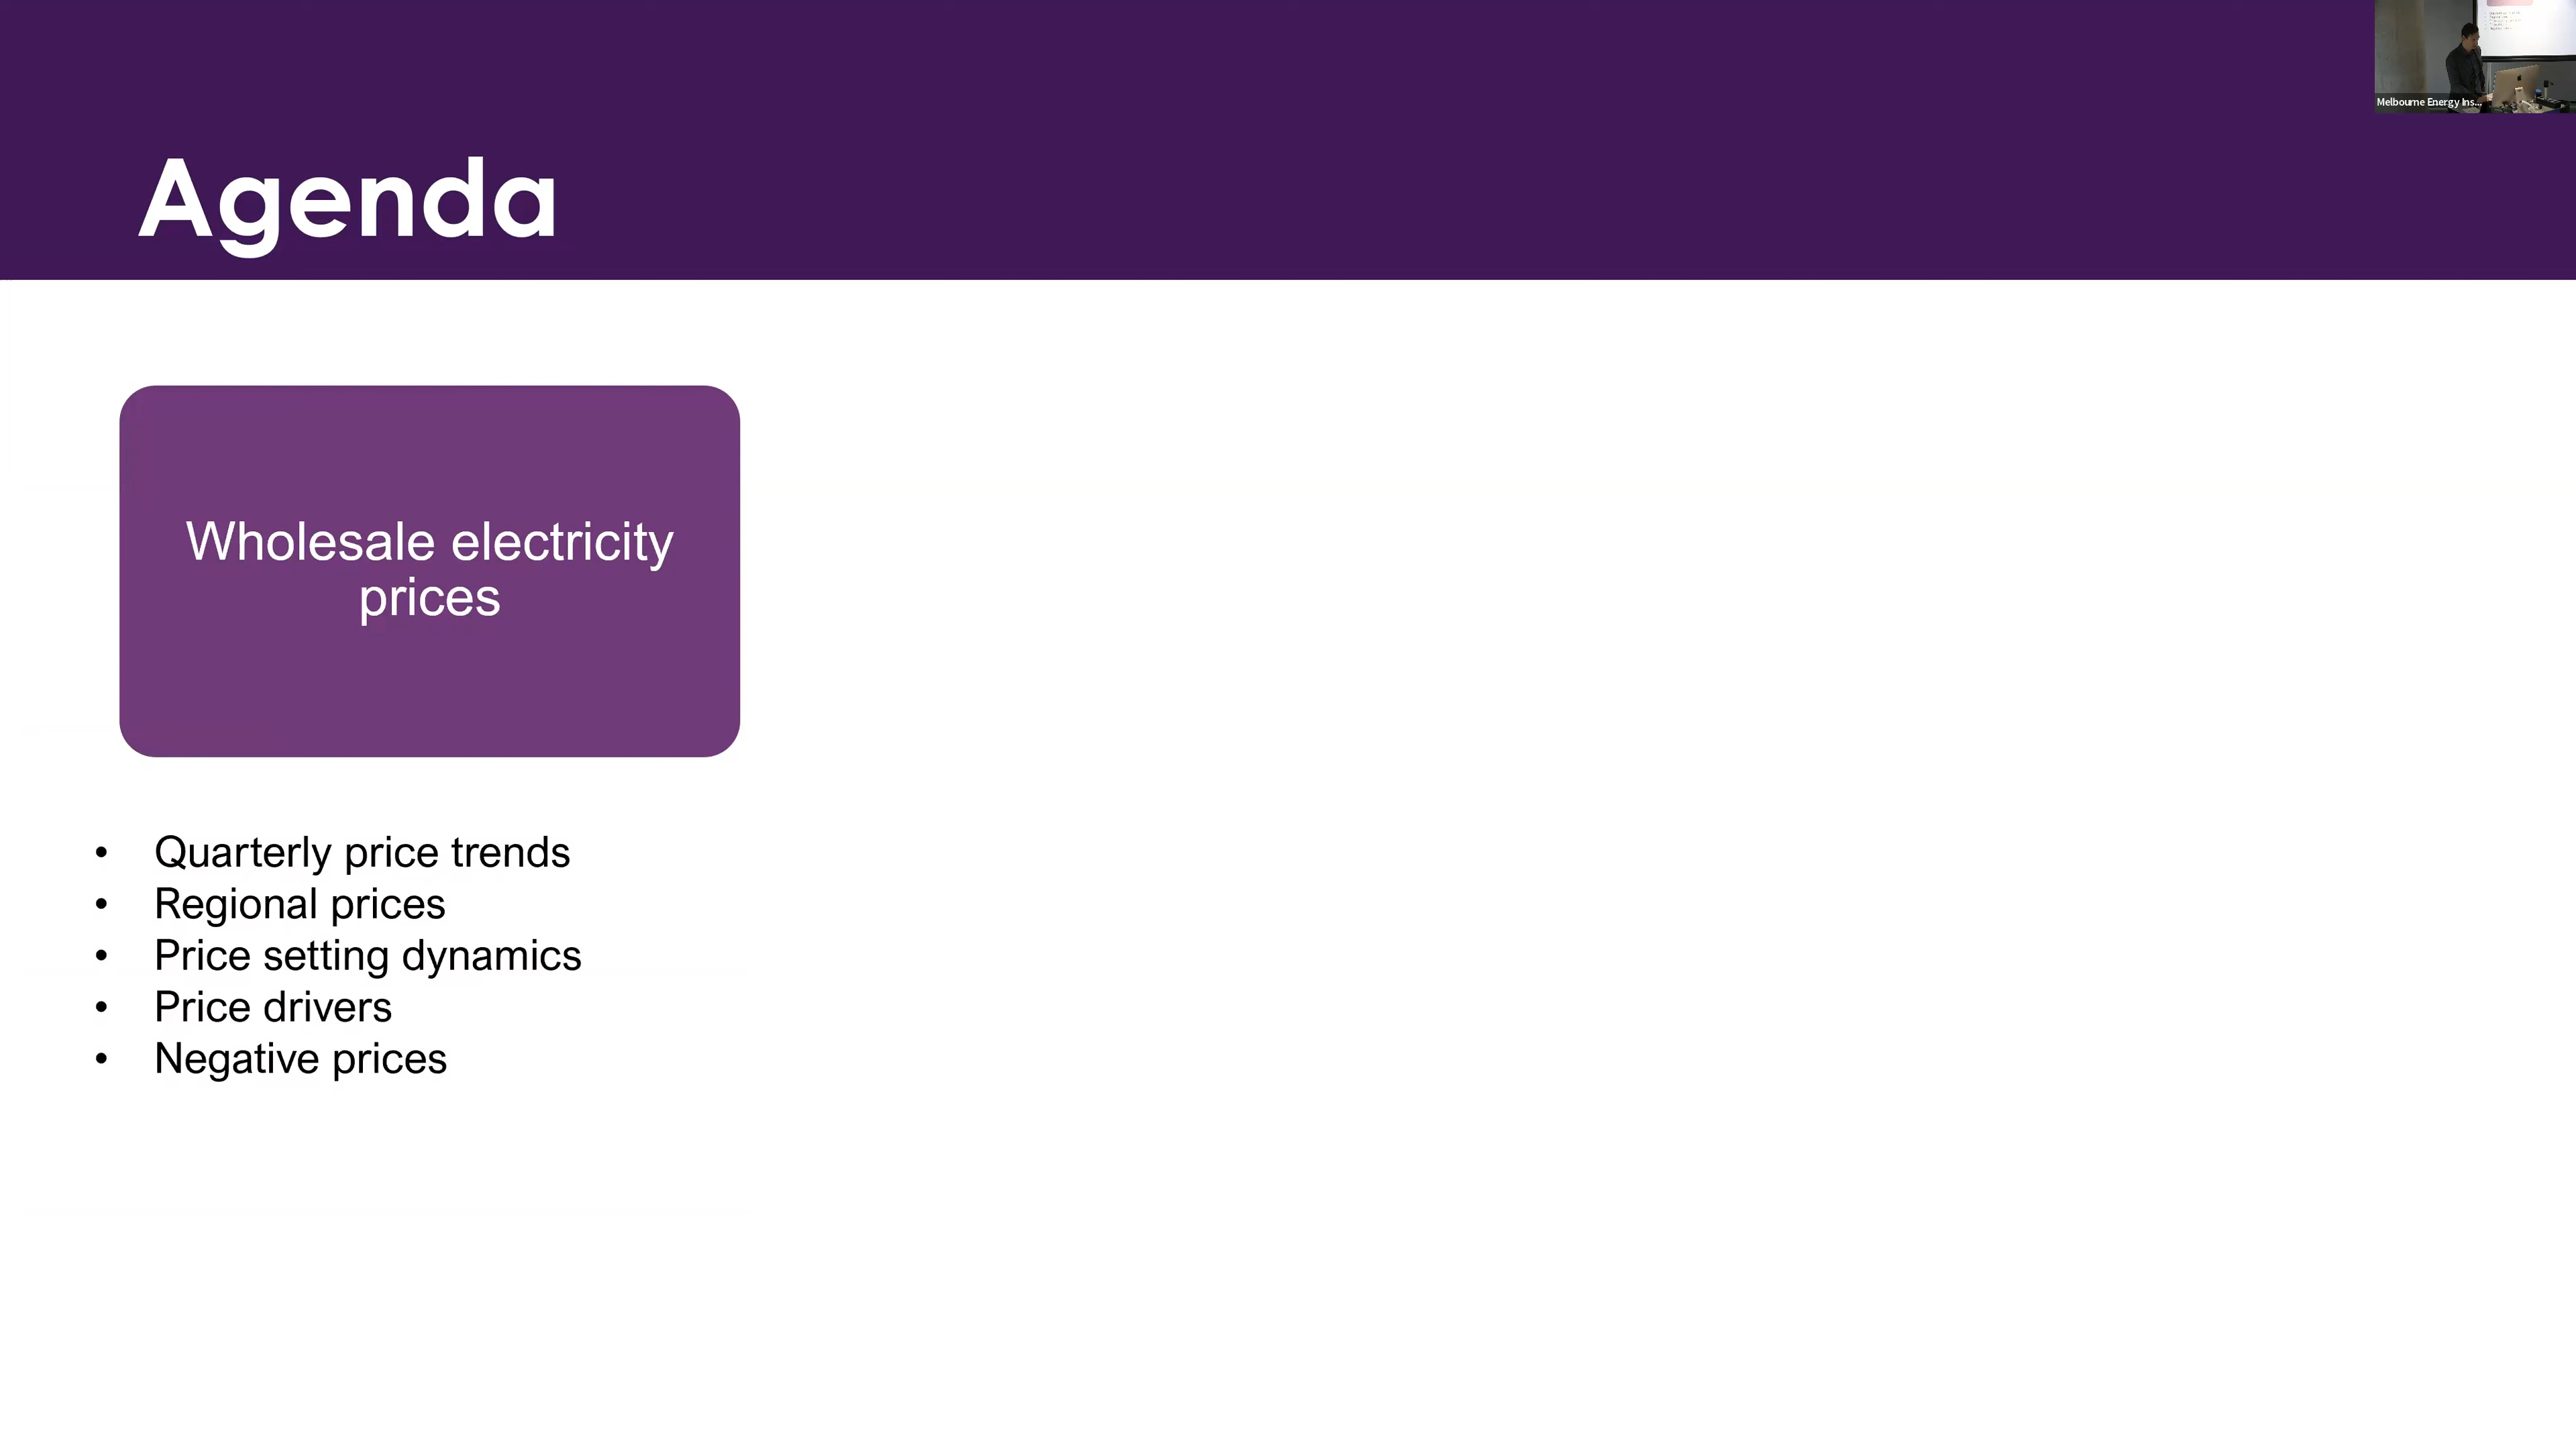 Melbourne Energy Ins...
Agenda
Wholesale electricity
prices
• Quarterly price trends
• Regional prices
• Price setting dynamics
• Price drivers
• Negative prices